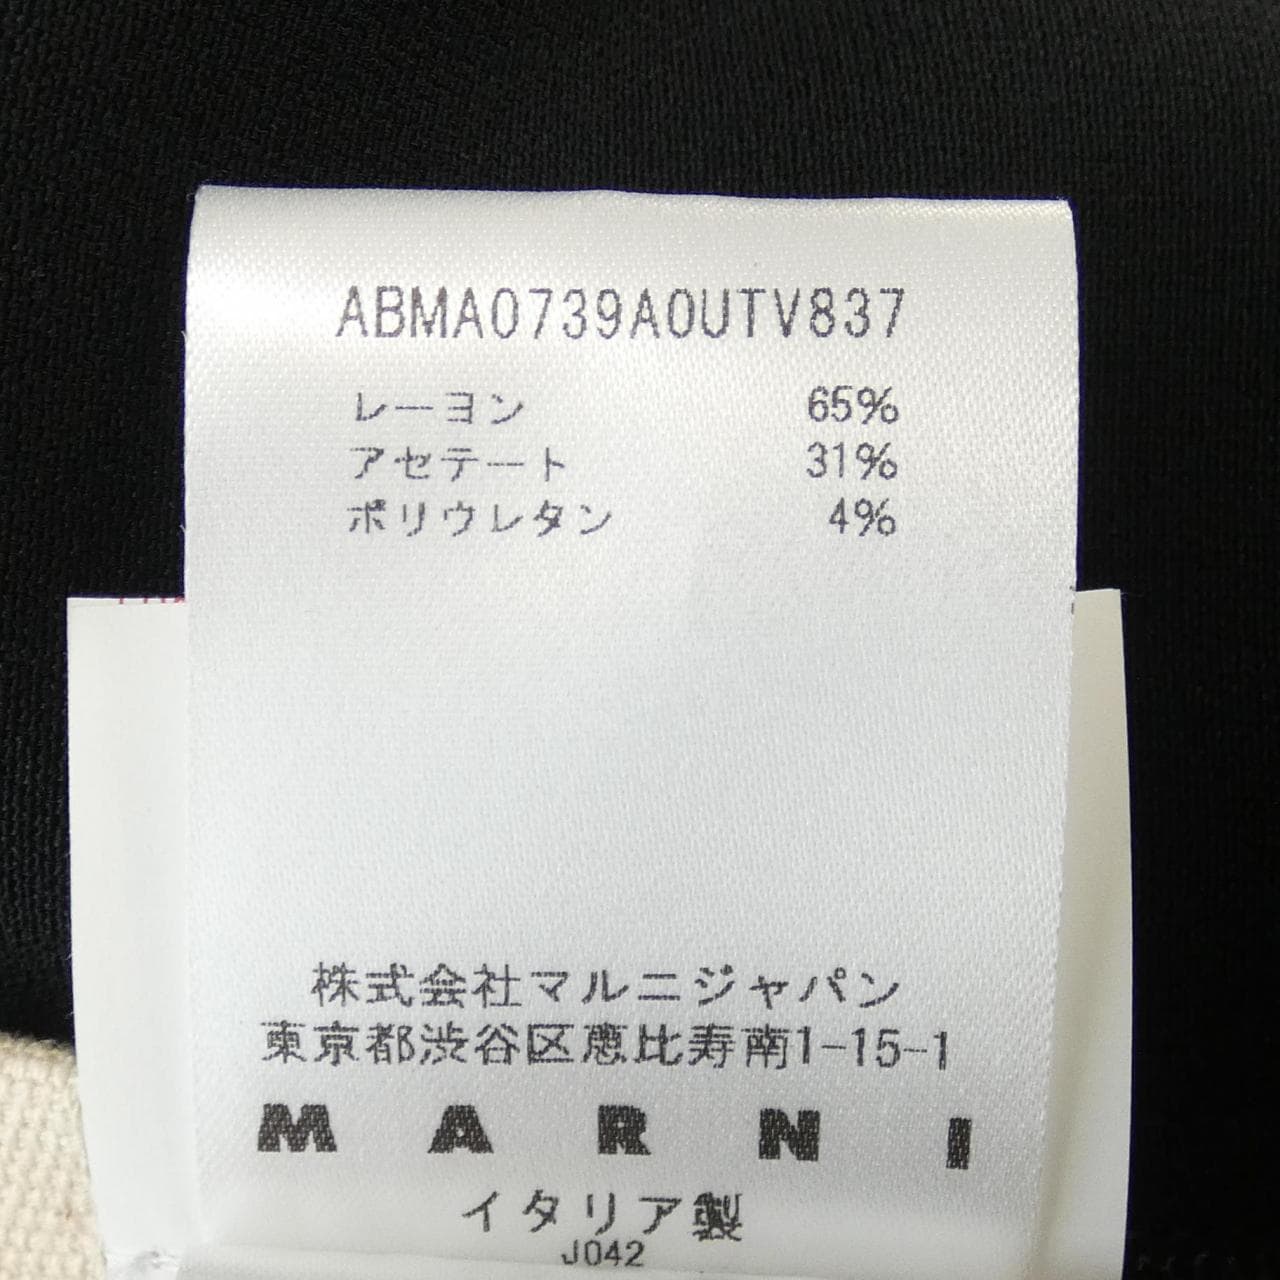 ABMA0739A0UTV837
レーヨン 65%
アセテート 31%
ポリウレタン 4%
株式会社マルニジャパン
東京都渋谷区恵比寿南1-15-1
MARNI
イタリア製
J042